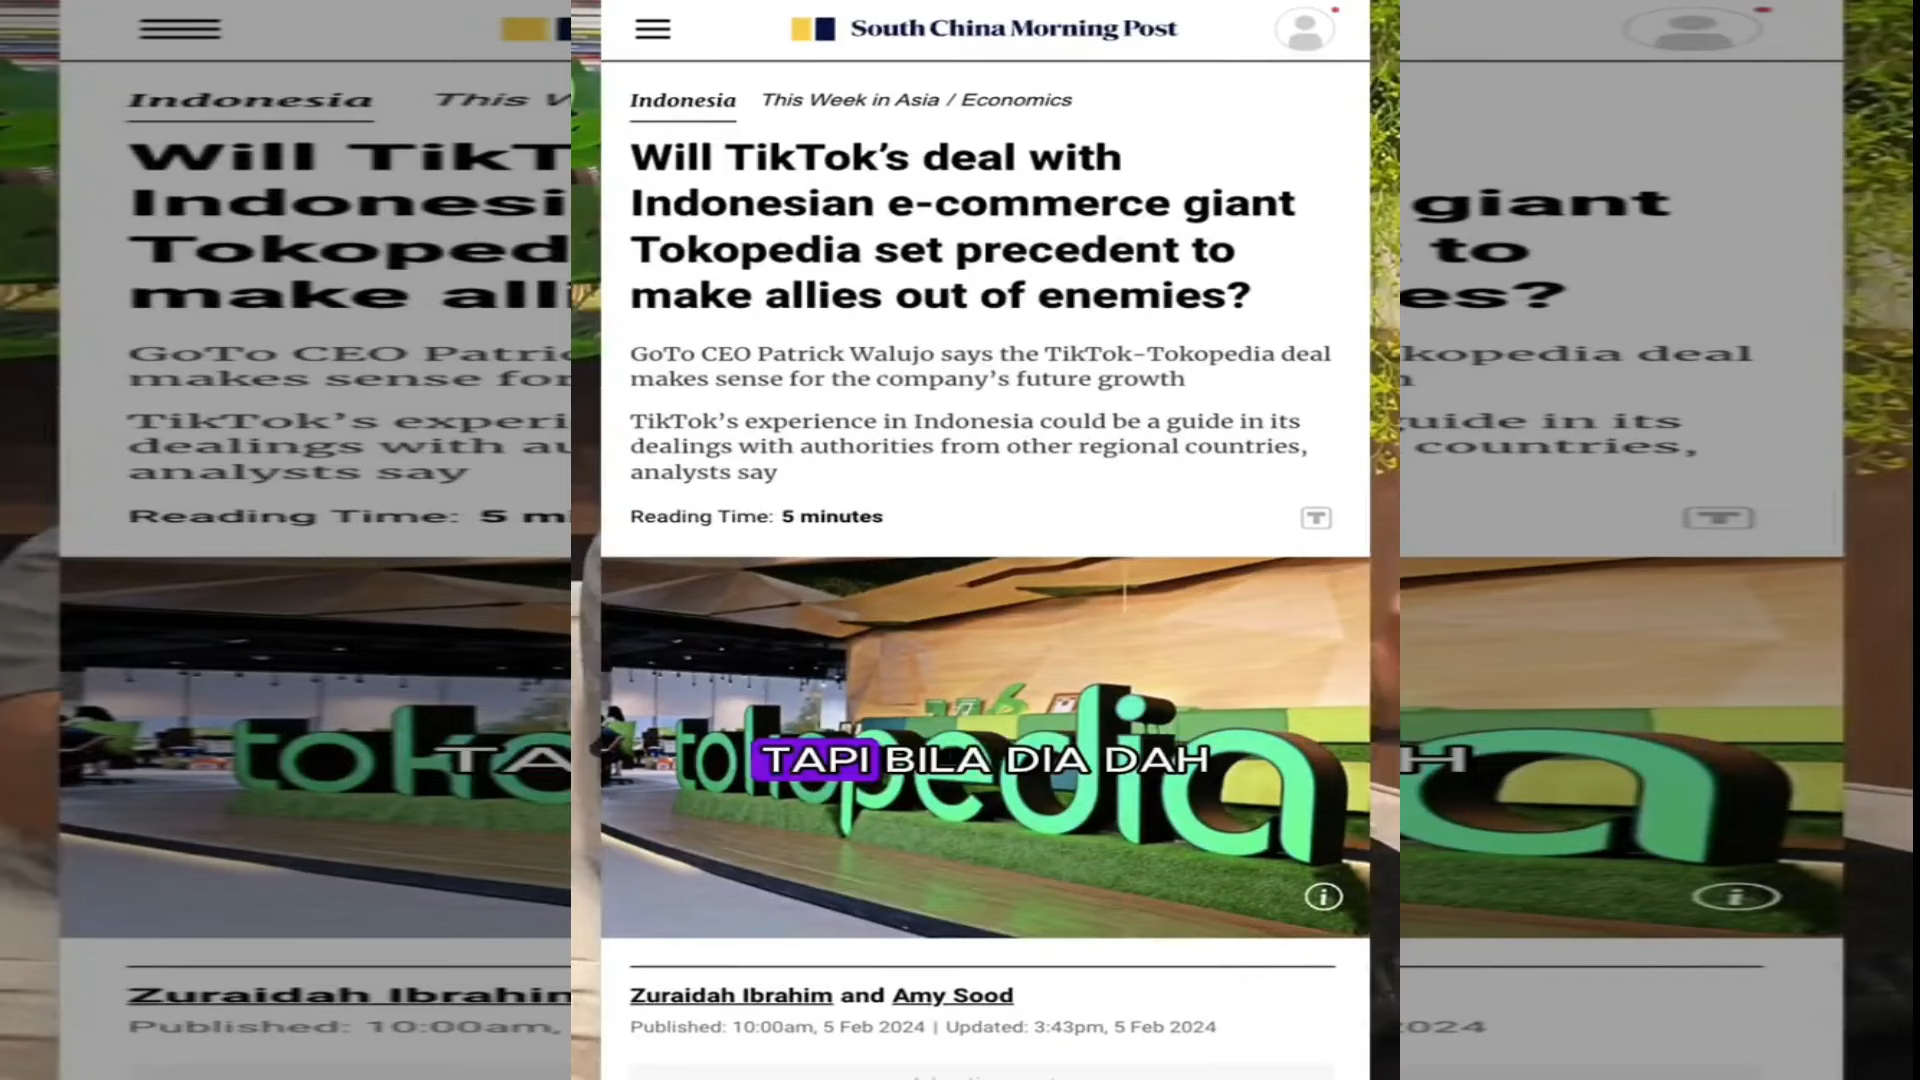 South China Morning Post
Indonesia This Week in Asia / Economics
Will TikTok’s deal with
Indonesian e-commerce giant
Tokopedia set precedent to
make allies out of enemies?
GoTo CEO Patrick Walujo says the TikTok-Tokopedia deal
makes sense for the company’s future growth
TikTok’s experience in Indonesia could be a guide in its
dealings with authorities from other regional countries,
analysts say
Reading Time: 5 minutes
T
tokopedia
TAPI BILA DIA DAH
i
Zuraidah Ibrahim and Amy Sood
Published: 10:00am, 5 Feb 2024 | Updated: 3:43pm, 5 Feb 2024